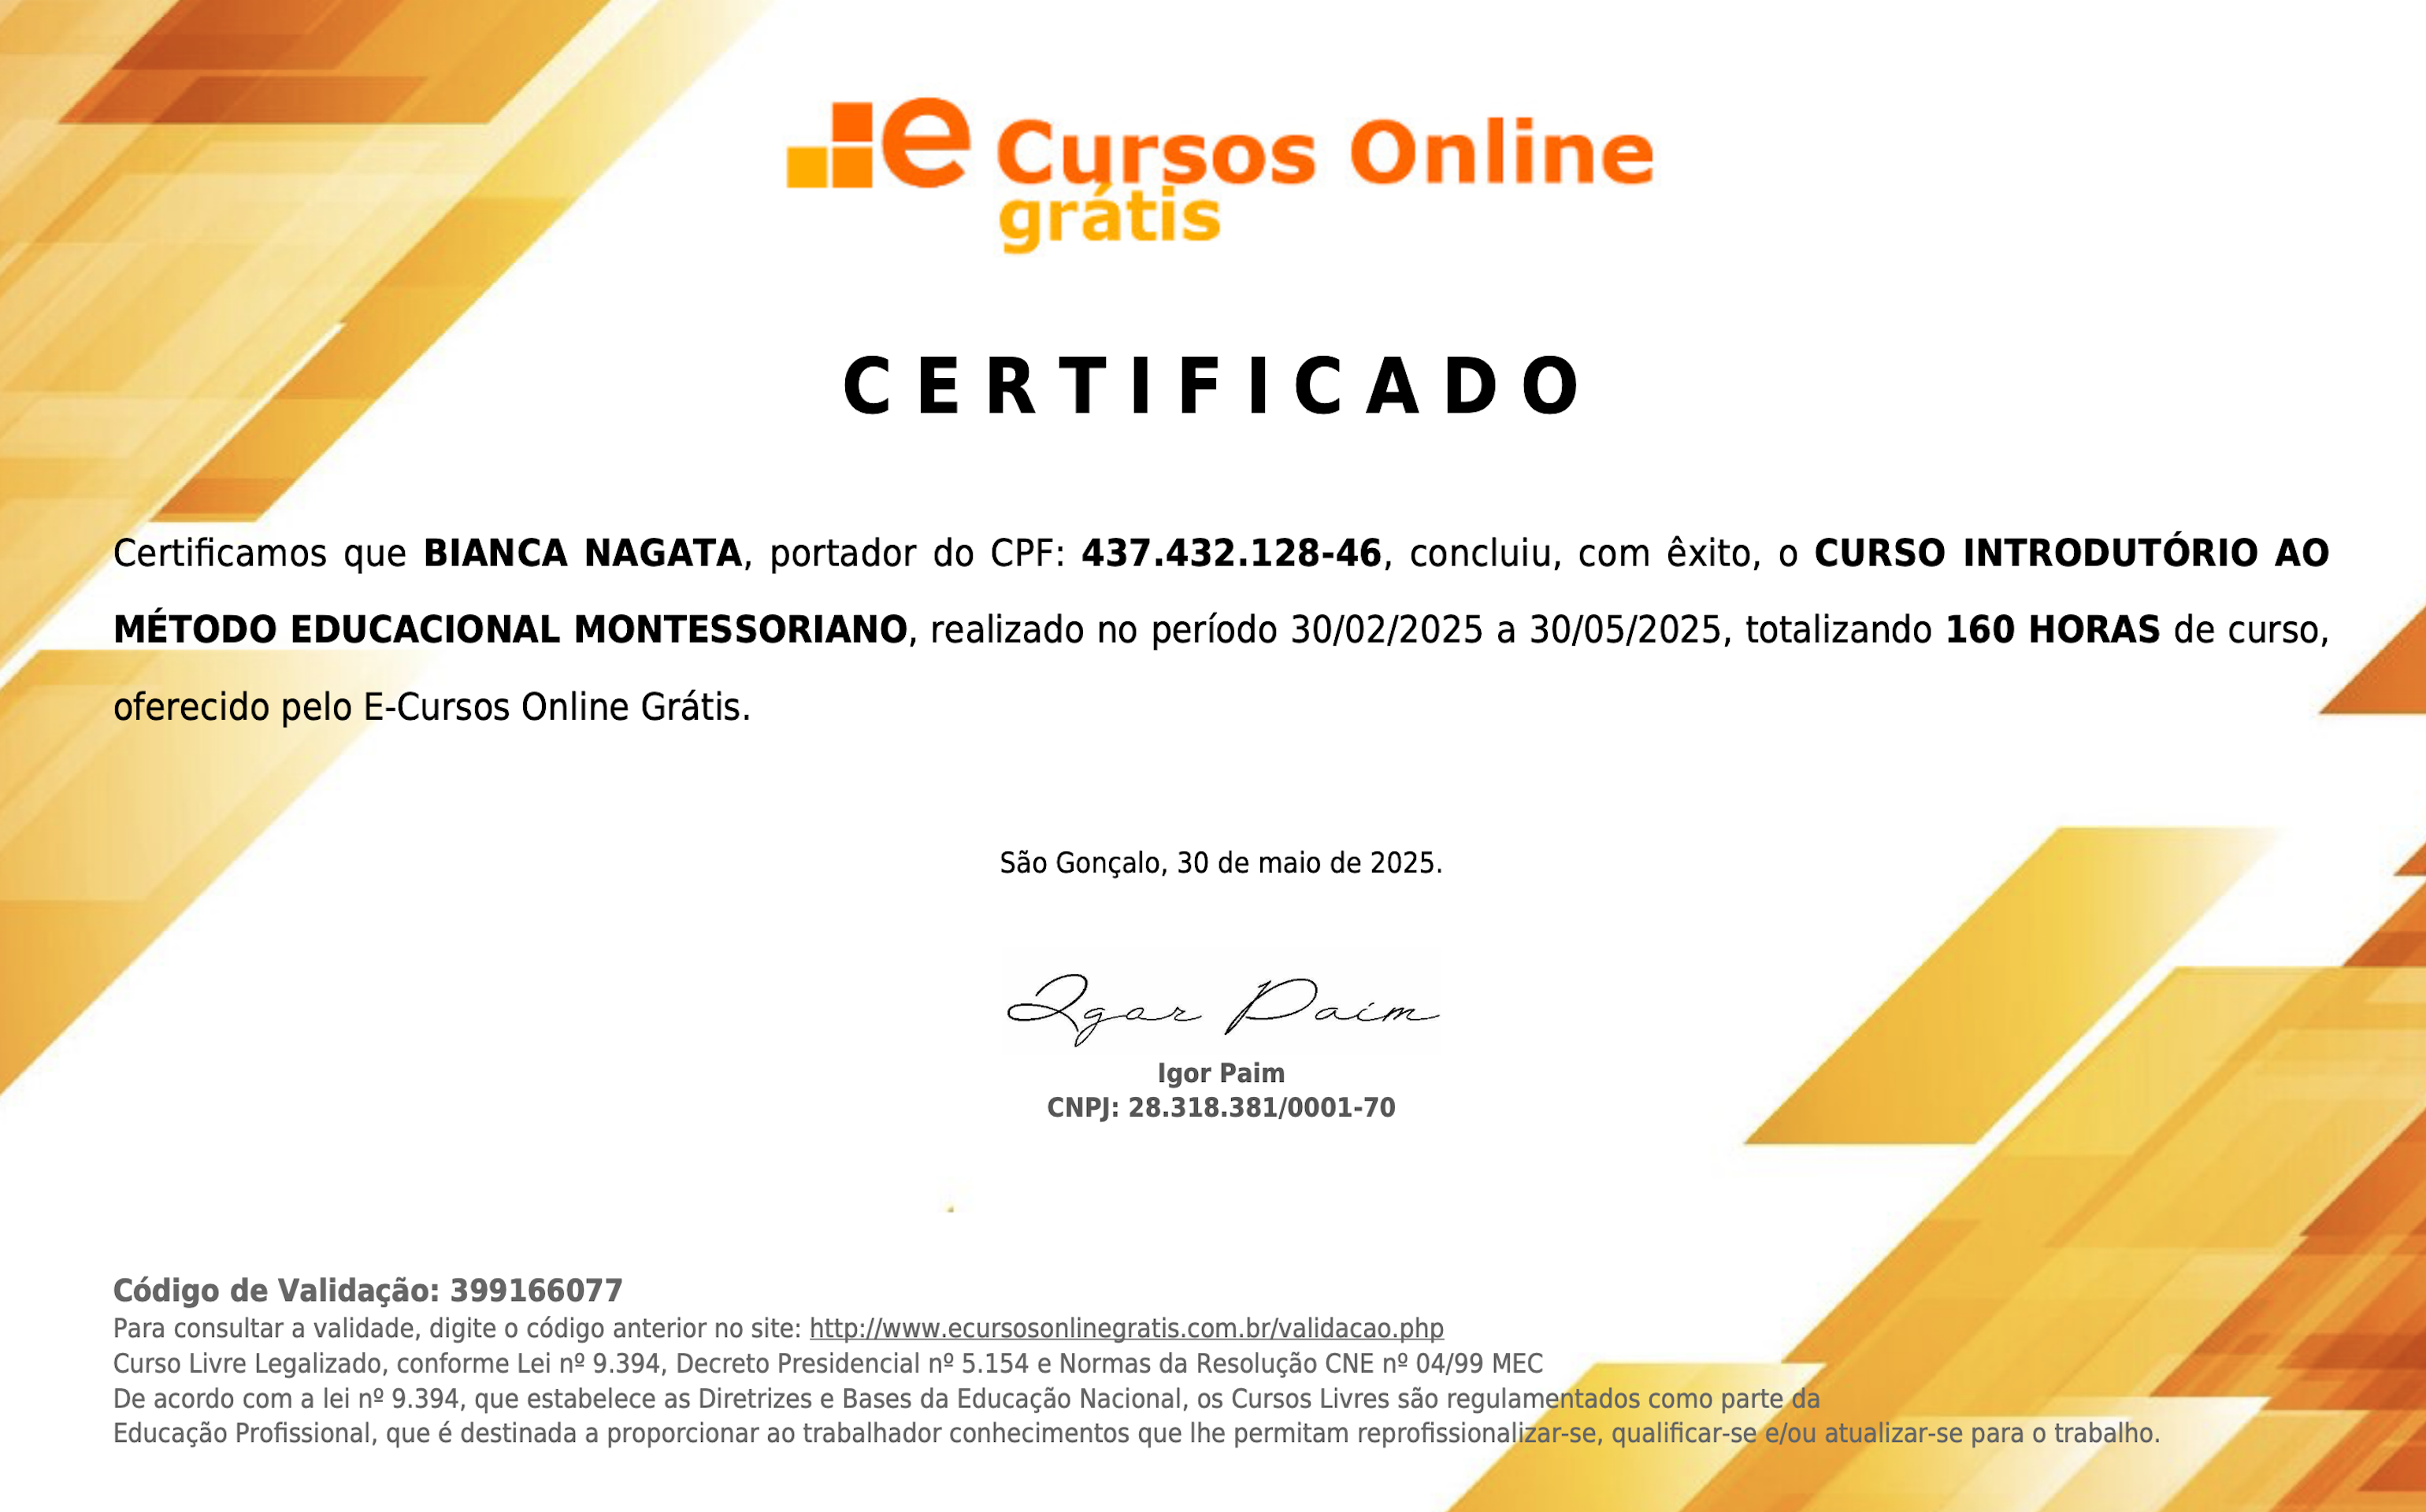 e Cursos Online
grátis
CERTIFICADO
Certificamos que BIANCA NAGATA, portador do CPF: 437.432.128-46, concluiu, com êxito, o CURSO INTRODUTÓRIO AO
MÉTODO EDUCACIONAL MONTESSORIANO, realizado no período 30/02/2025 a 30/05/2025, totalizando 160 HORAS de curso,
oferecido pelo E-Cursos Online Grátis.
São Gonçalo, 30 de maio de 2025.
Igor Paim
Igor Paim
CNPJ: 28.318.381/0001-70
Código de Validação: 399166077
Para consultar a validade, digite o código anterior no site: http://www.ecursosonlinegratis.com.br/validacao.php
Curso Livre Legalizado, conforme Lei nº 9.394, Decreto Presidencial nº 5.154 e Normas da Resolução CNE nº 04/99 MEC
De acordo com a lei nº 9.394, que estabelece as Diretrizes e Bases da Educação Nacional, os Cursos Livres são regulamentados como parte da
Educação Profissional, que é destinada a proporcionar ao trabalhador conhecimentos que lhe permitam reprofissionalizar-se, qualificar-se e/ou atualizar-se para o trabalho.